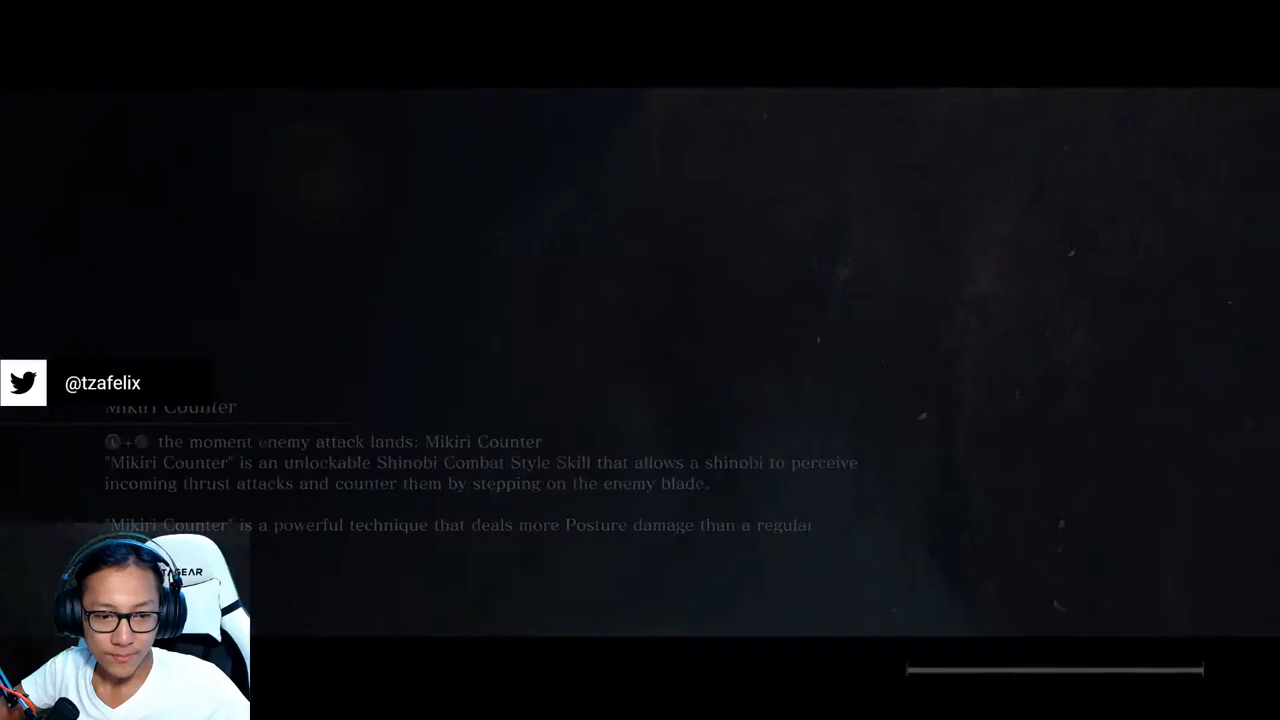 @tzafelix
Mikiri Counter
L+ the moment enemy attack lands: Mikiri Counter
"Mikiri Counter" is an unlockable Shinobi Combat Style Skill that allows a shinobi to perceive
incoming thrust attacks and counter them by stepping on the enemy blade.
"Mikiri Counter" is a powerful technique that deals more Posture damage than a regular
TAGEAR